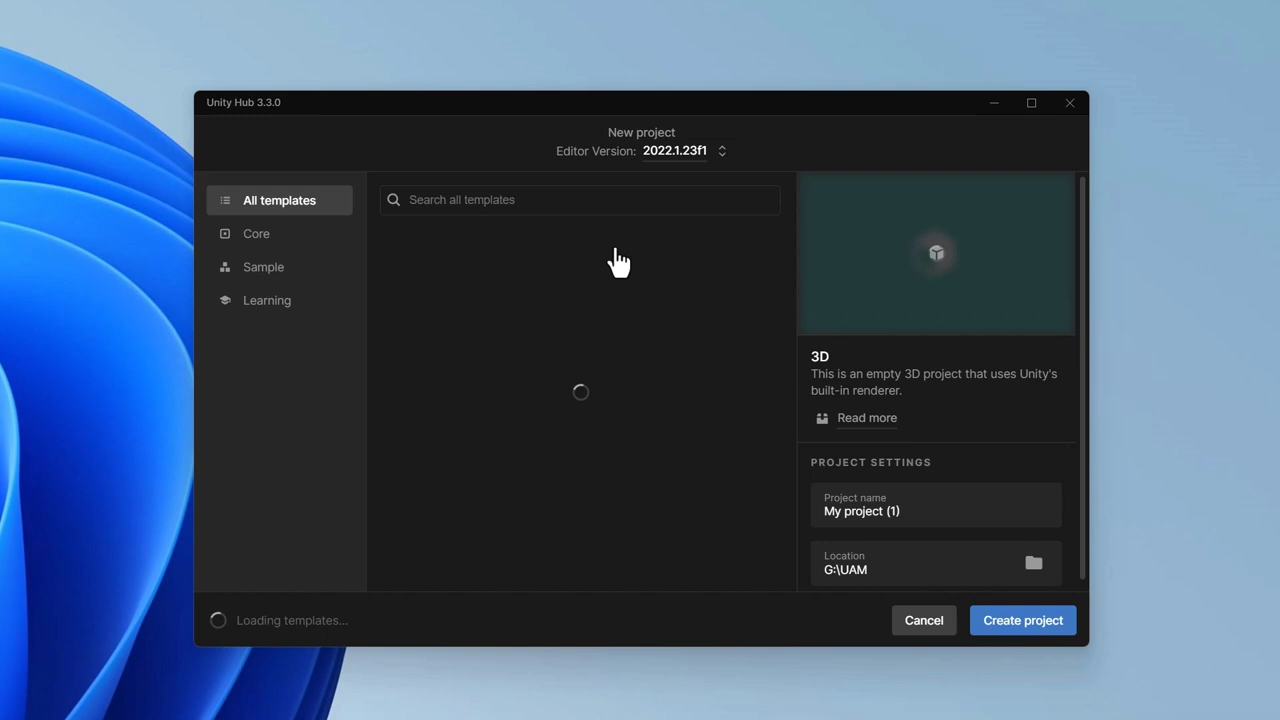 Unity Hub 3.3.0
New project
Editor Version: 2022.1.23f1
All templates
Core
Sample
Learning
Search all templates
3D
This is an empty 3D project that uses Unity's
built-in renderer.
Read more
PROJECT SETTINGS
Project name
My project (1)
Location
G:\UAM
Loading templates...
Cancel
Create project